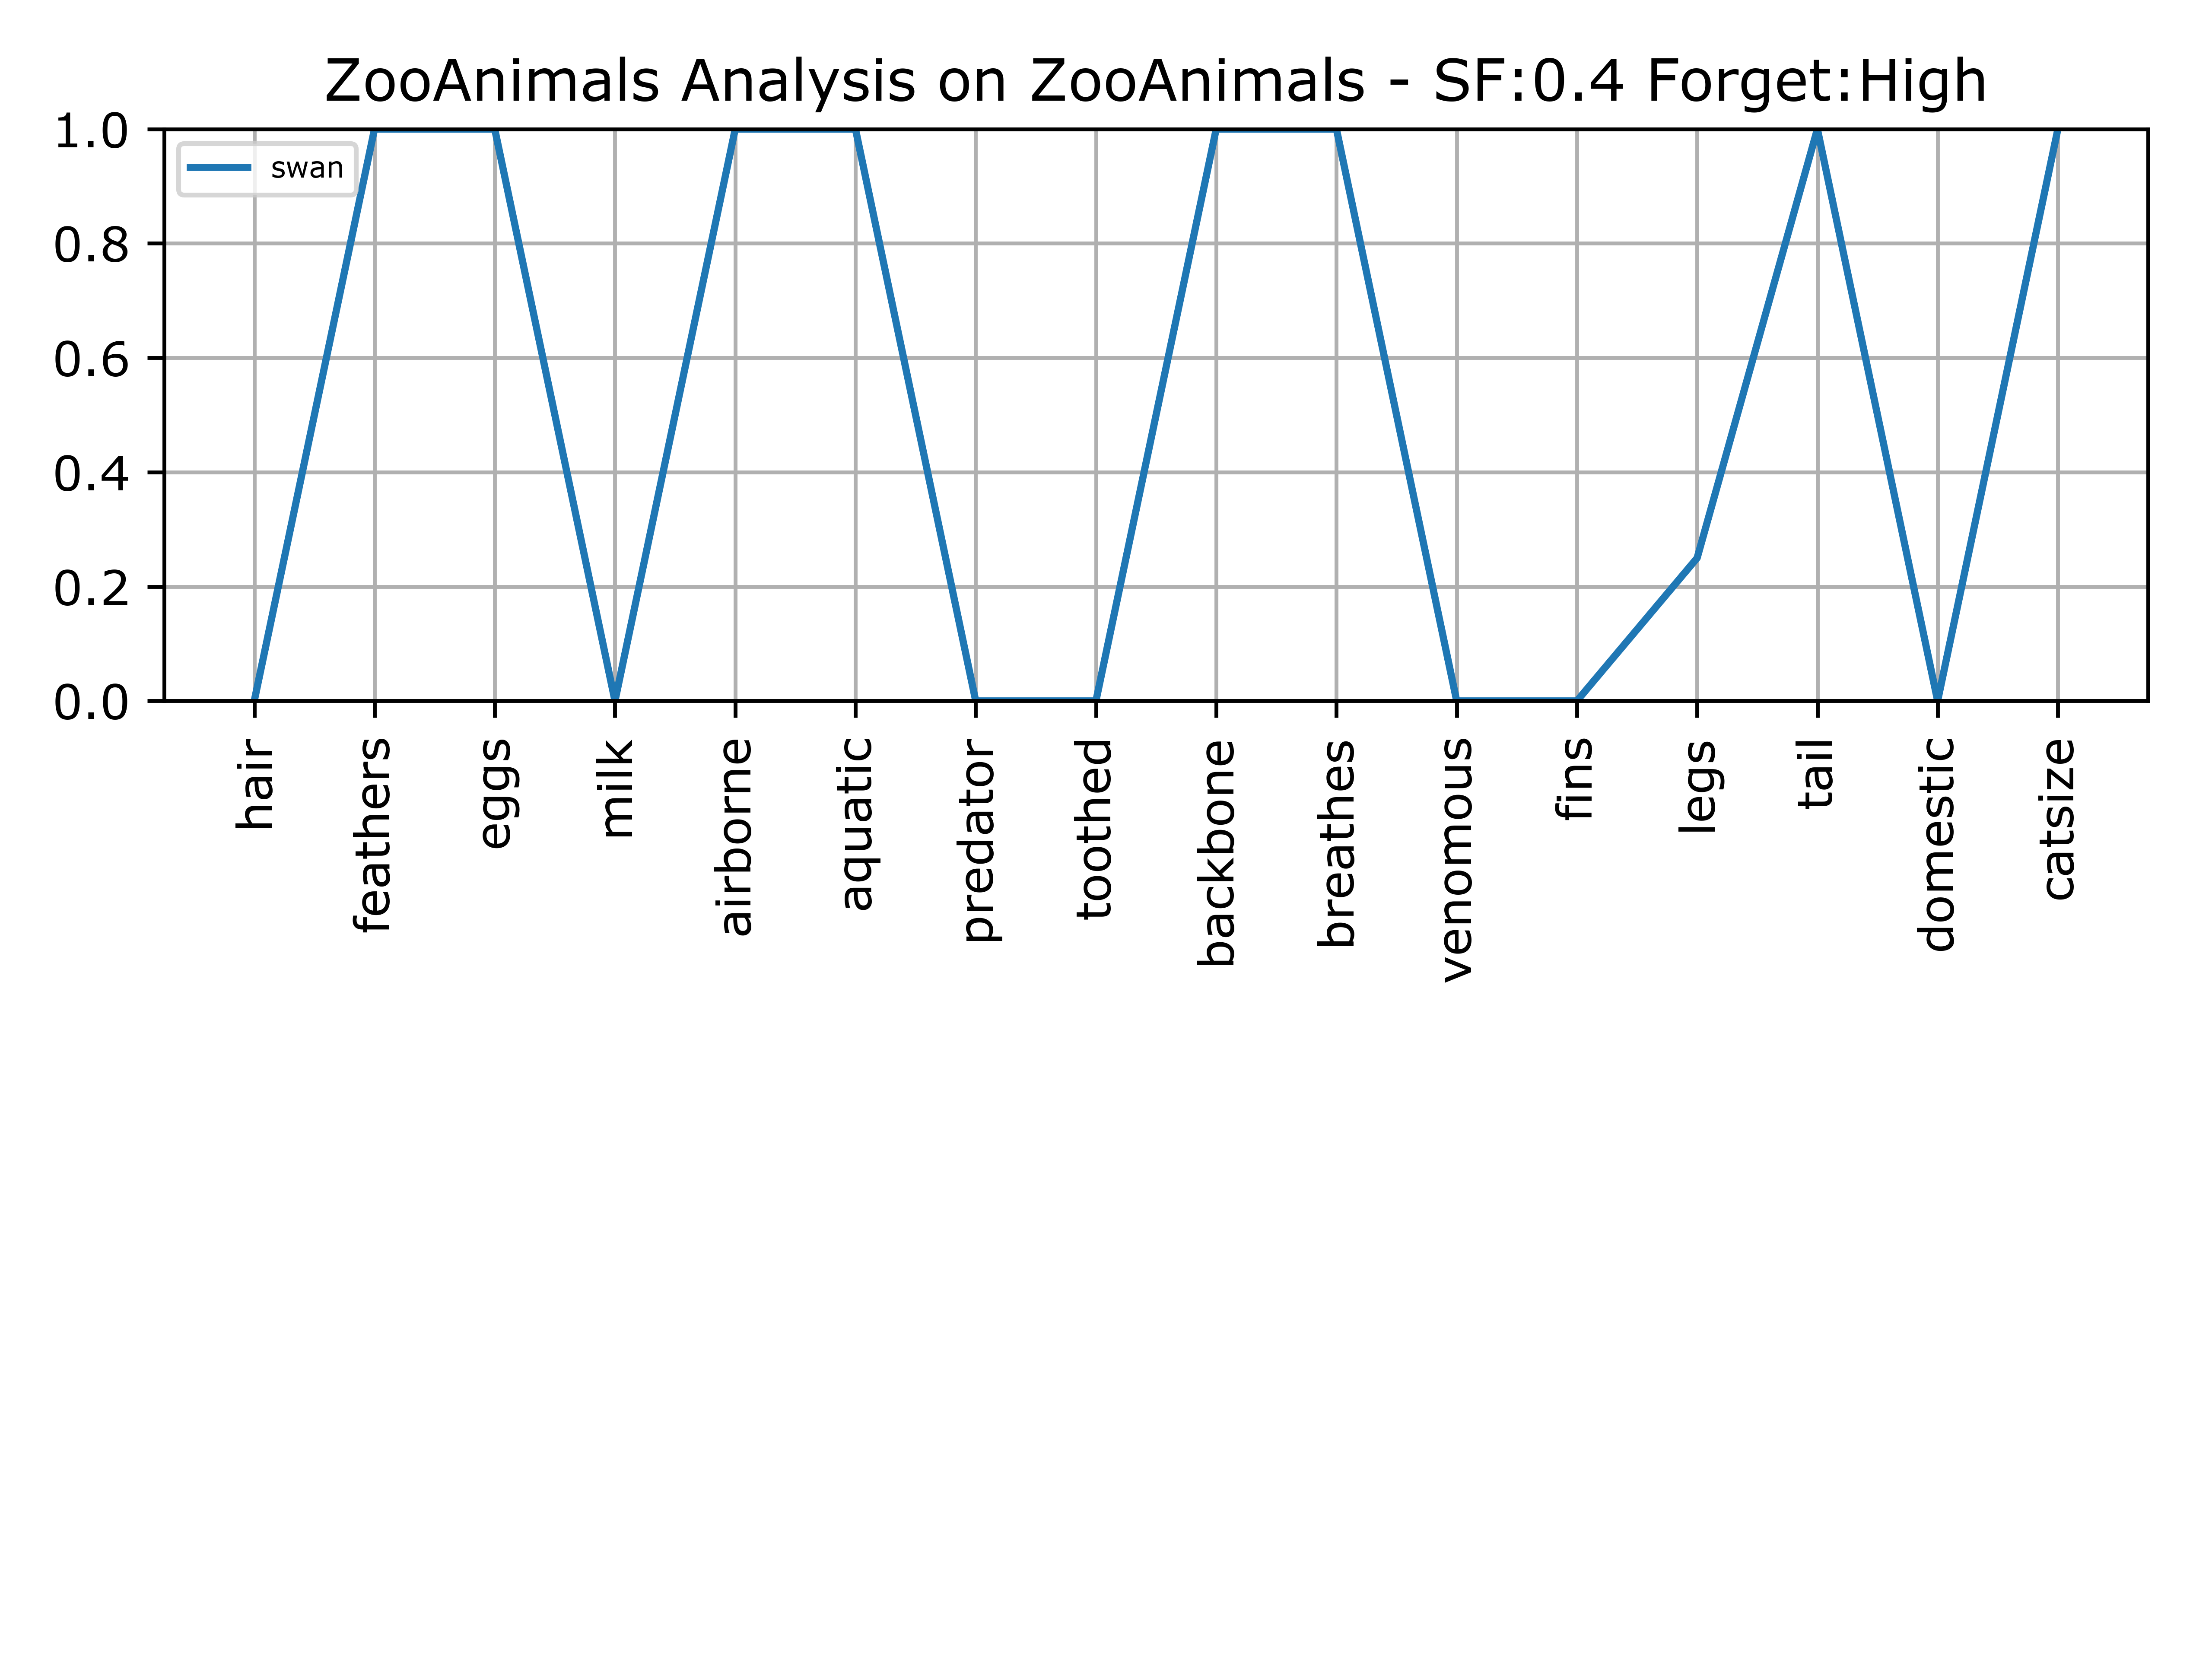 ZooAnimals Analysis on ZooAnimals - SF:0.4 Forget:High
swan
1.0
0.8
0.6
0.4
0.2
0.0
hair
feathers
eggs
milk
airborne
aquatic
predator
toothed
backbone
breathes
venomous
fins
legs
tail
domestic
catsize